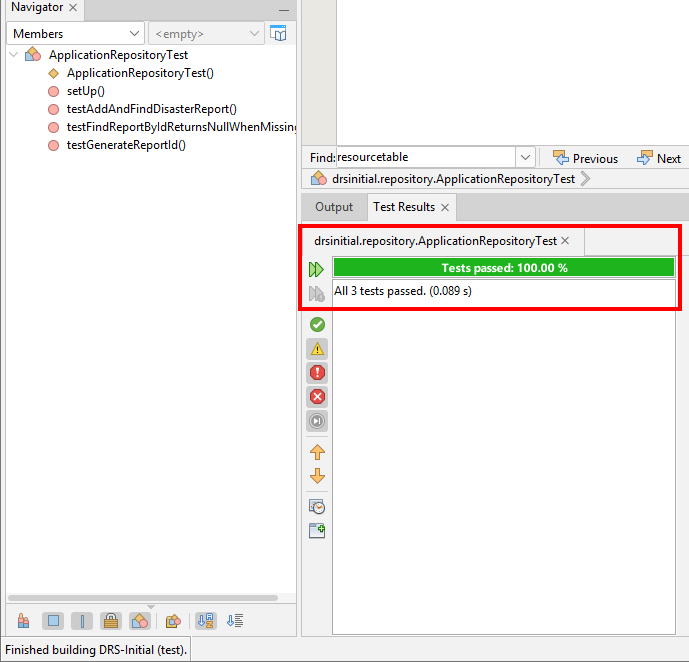 Navigator
Members
<empty>
ApplicationRepositoryTest
ApplicationRepositoryTest()
setUp()
testAddAndFindDisasterReport()
testFindReportByIdReturnsNullWhenMissing
testGenerateReportId()
Find: resourcetable
Previous
Next
drsinitial.repository.ApplicationRepositoryTest
Output
Test Results
drsinitial.repository.ApplicationRepositoryTest
Tests passed: 100.00 %
All 3 tests passed. (0.089 s)
Finished building DRS-Initial (test).